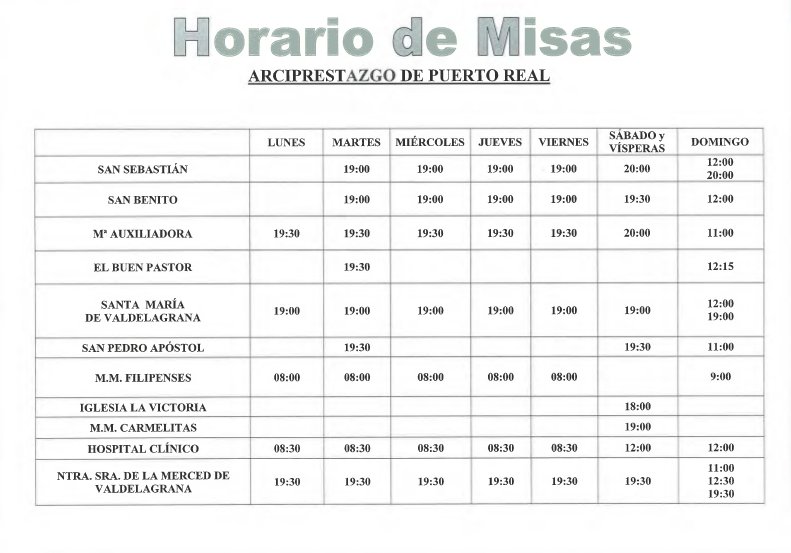 Horario de Misas
ARCIPRESTAZGO DE PUERTO REAL
LUNES MARTES MIÉRCOLES JUEVES VIERNES SÁBADO y VÍSPERAS DOMINGO
SAN SEBASTIÁN 19:00 19:00 19:00 19:00 20:00 12:00
20:00
SAN BENITO 19:00 19:00 19:00 19:00 19:30 12:00
Mª AUXILIADORA 19:30 19:30 19:30 19:30 19:30 20:00 11:00
EL BUEN PASTOR 19:30 12:15
SANTA MARÍA
DE VALDELAGRANA 19:00 19:00 19:00 19:00 19:00 19:00 12:00
19:00
SAN PEDRO APÓSTOL 19:30 19:30 11:00
M.M. FILIPENSES 08:00 08:00 08:00 08:00 08:00 9:00
IGLESIA LA VICTORIA 18:00
M.M. CARMELITAS 19:00
HOSPITAL CLÍNICO 08:30 08:30 08:30 08:30 08:30 12:00 12:00
NTRA. SRA. DE LA MERCED DE
VALDELAGRANA 19:30 19:30 19:30 19:30 19:30 19:30 11:00
12:30
19:30